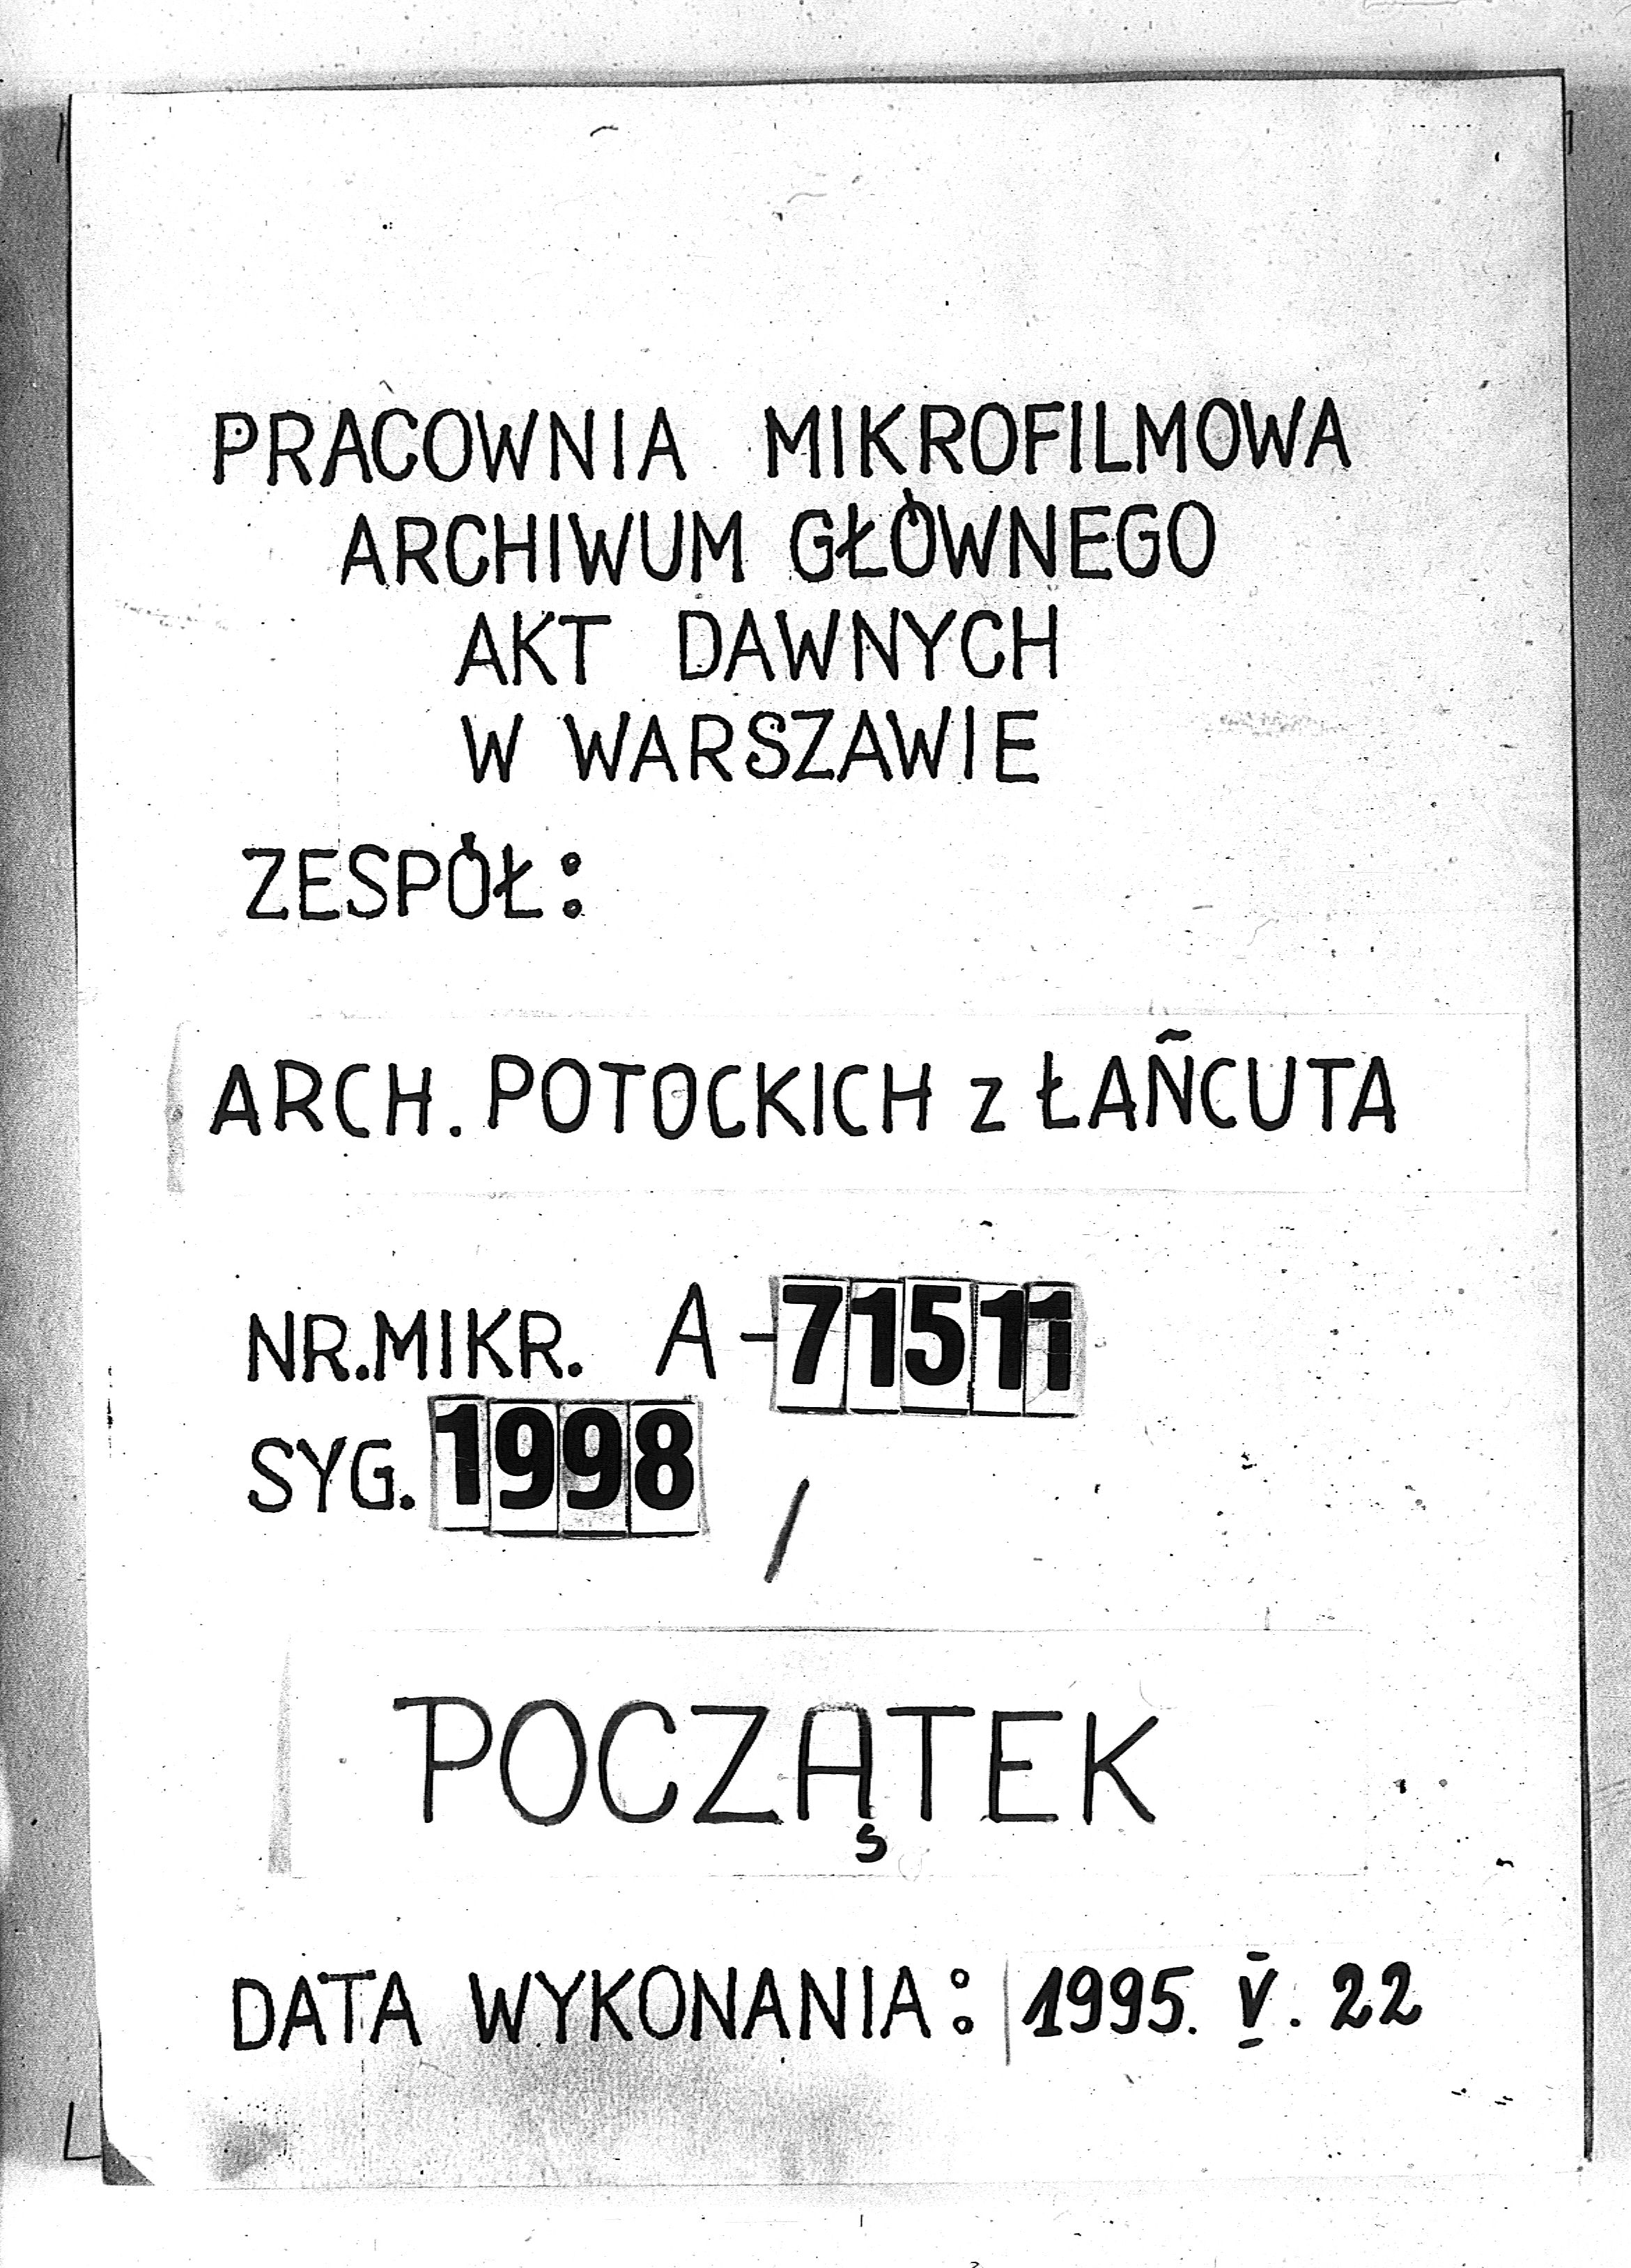 PRACOWNIA MIKROFILMOWA
ARCHIWUM GŁÓWNEGO
AKT DAWNYCH
W WARSZAWIE
ZESPÓŁ:
ARCH. POTOCKICH z ŁAŃCUTA
NR.MIKR. A-71511
SYG. 1998 /
POCZĄTEK
DATA WYKONANIA: 1995. V. 22